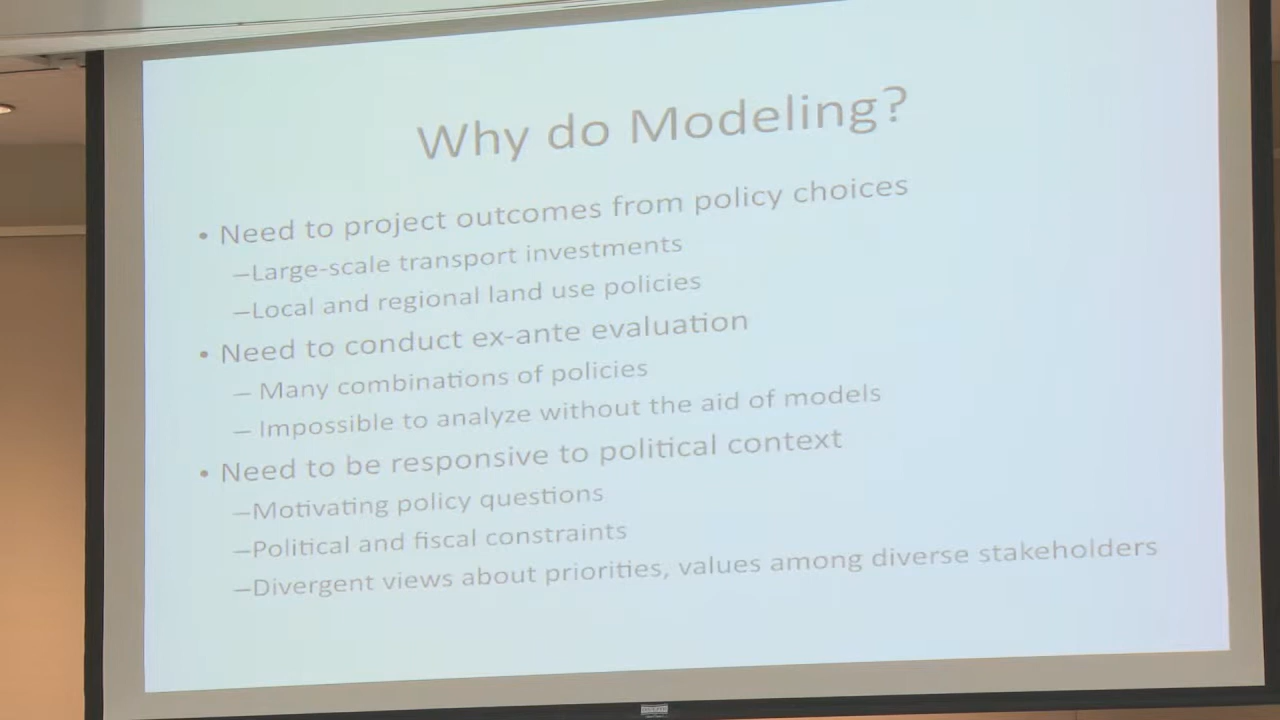 Why do Modeling?
• Need to project outcomes from policy choices
–Large-scale transport investments
–Local and regional land use policies
• Need to conduct ex-ante evaluation
– Many combinations of policies
– Impossible to analyze without the aid of models
• Need to be responsive to political context
–Motivating policy questions
–Political and fiscal constraints
–Divergent views about priorities, values among diverse stakeholders